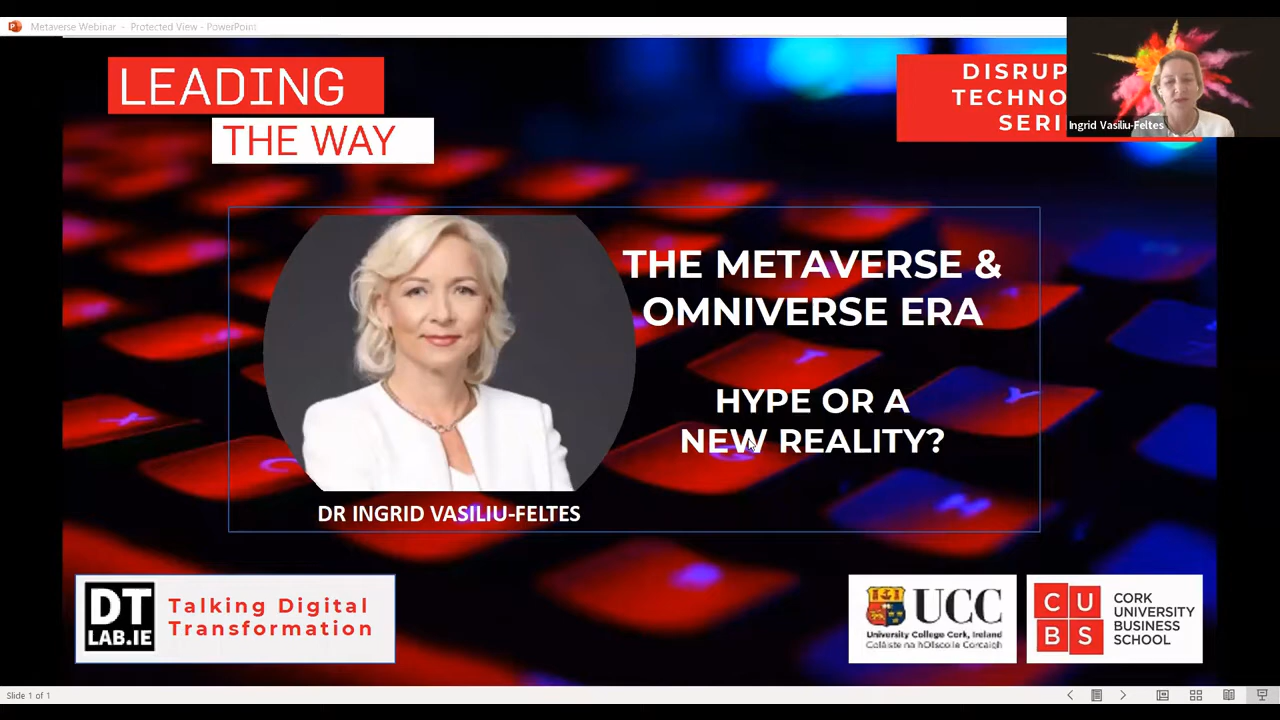 Metaverse Webinar - Protected View - PowerPoint
LEADING
THE WAY
DISRUP
TECHNO
SERI
Ingrid Vasiliu-Feltes
THE METAVERSE &
OMNIVERSE ERA
HYPE OR A
NEW REALITY?
DR INGRID VASILIU-FELTES
DT
LAB.IE
Talking Digital
Transformation
UCC
University College Cork, Ireland
Coláiste na hOllscoile Corcaigh
C U
B S
CORK
UNIVERSITY
BUSINESS
SCHOOL
Slide 1 of 1